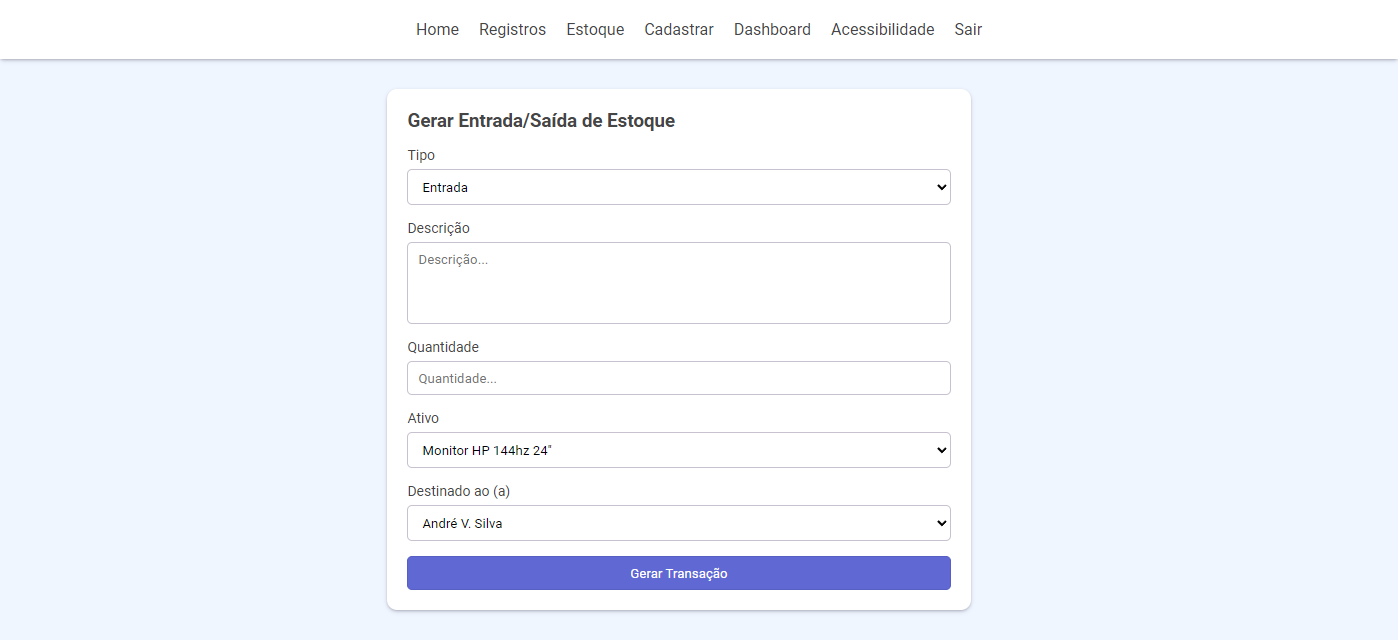 Home Registros Estoque Cadastrar Dashboard Acessibilidade Sair
Gerar Entrada/Saída de Estoque
Tipo
Entrada
Descrição
Descrição...
Quantidade
Quantidade...
Ativo
Monitor HP 144hz 24"
Destinado ao (a)
André V. Silva
Gerar Transação